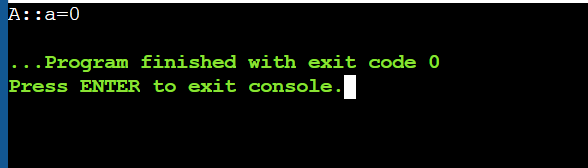 A::a=0
...Program finished with exit code 0
Press ENTER to exit console.